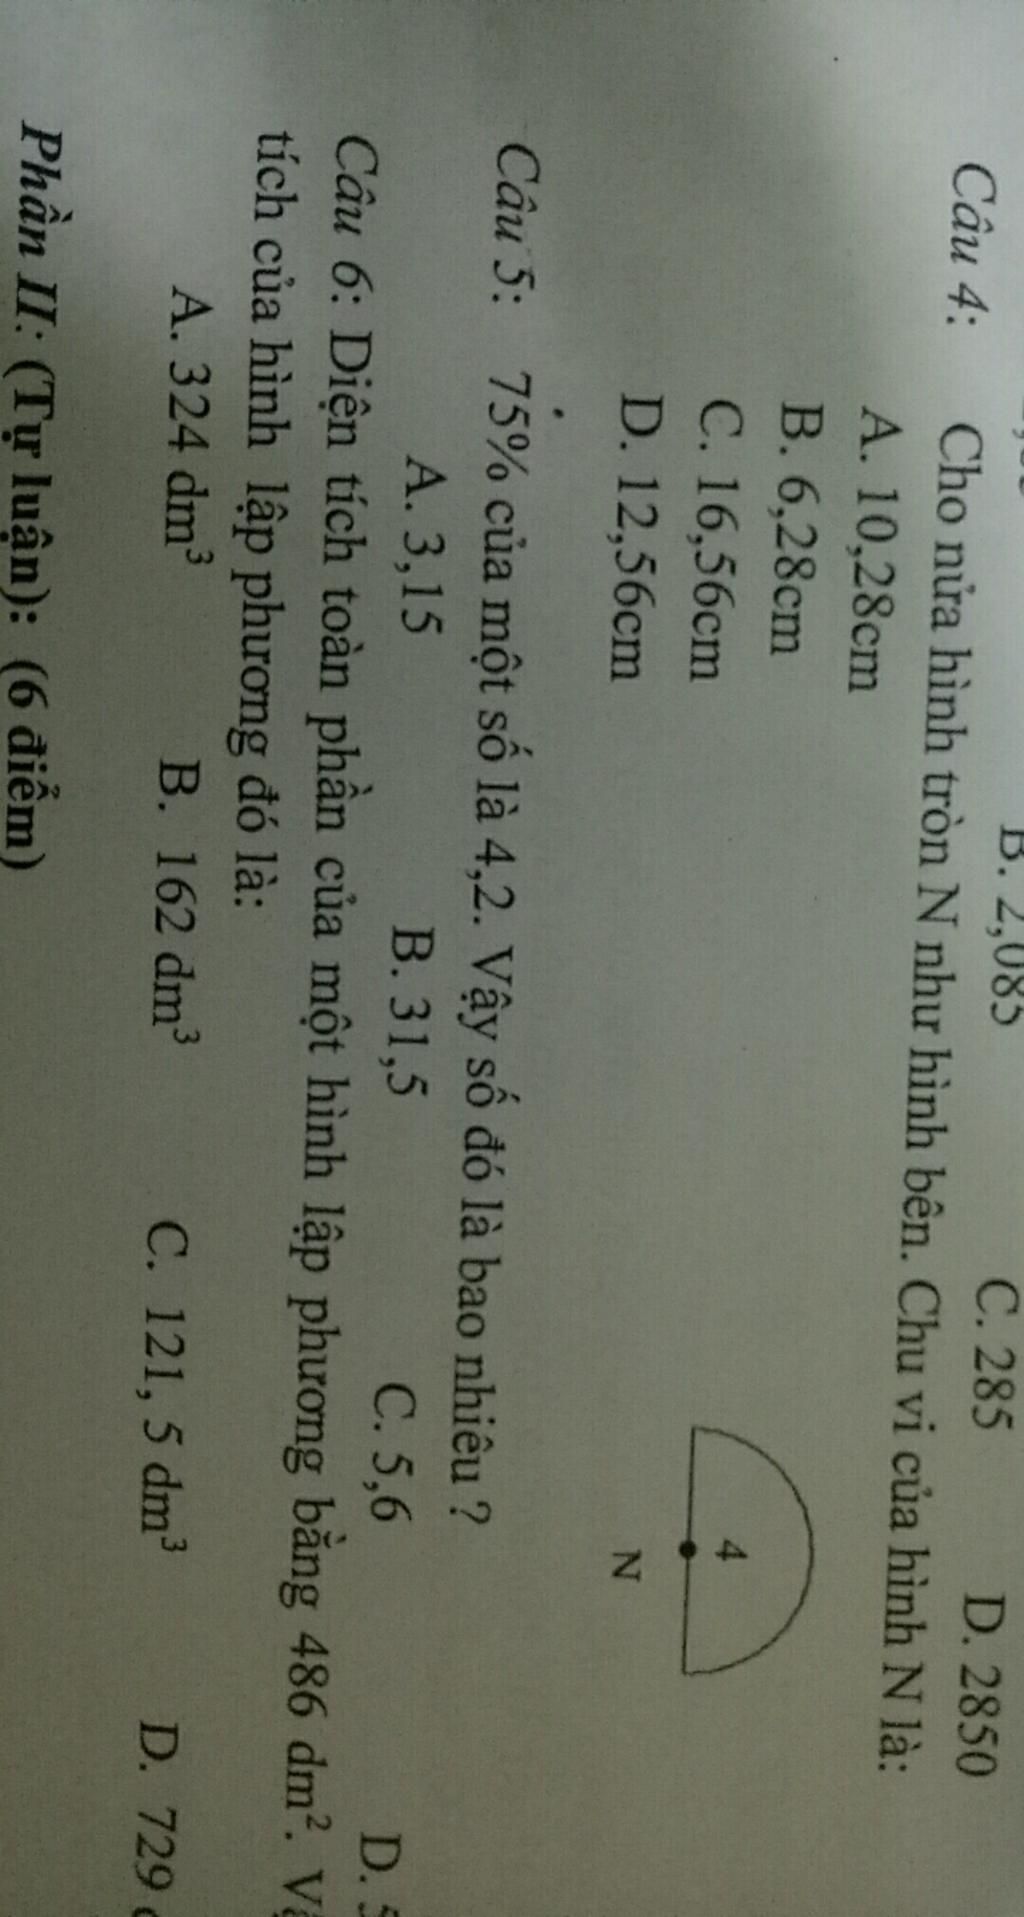 B. 2,085 C. 285 D. 2850
Câu 4: Cho nửa hình tròn N như hình bên. Chu vi của hình N là:
A. 10,28cm
B. 6,28cm
C. 16,56cm
D. 12,56cm
4
N
Câu 5: 75% của một số là 4,2. Vậy số đó là bao nhiêu ?
A. 3,15 B. 31,5 C. 5,6 D.
Câu 6: Diện tích toàn phần của một hình lập phương bằng 486 dm².
tích của hình lập phương đó là:
A. 324 dm³ B. 162 dm³ C. 121, 5 dm³ D. 729
Phần II: (Tự luận): (6 điểm)